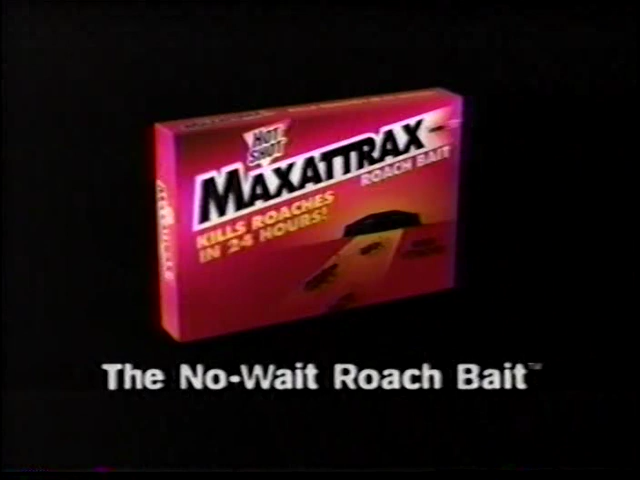 HOT
SHOT
MAXATTRAX
ROACH BAIT
KILLS ROACHES
IN 24 HOURS!
The No-Wait Roach Bait™